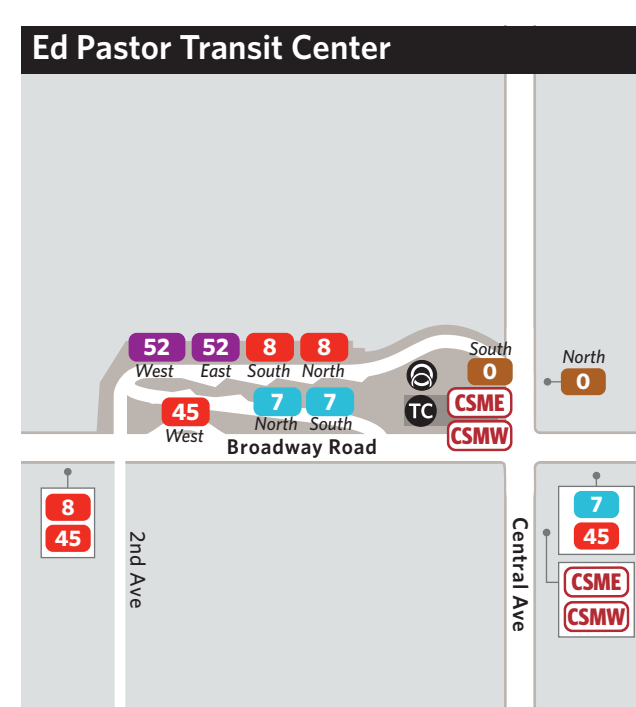 Ed Pastor Transit Center
52 52 8 8
West East South North
South
0
North
0
45
West
7 7
North South
TC
CSME
CSMW
Broadway Road
8
45
2nd Ave
Central Ave
7
45
CSME
CSMW